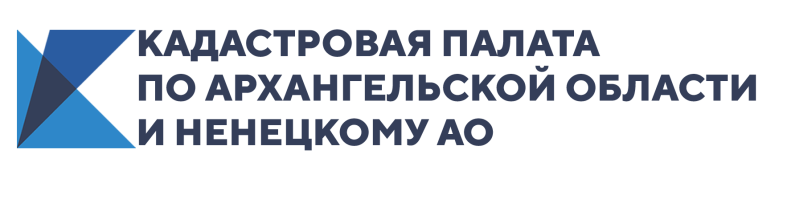 КАДАСТРОВАЯ ПАЛАТА
ПО АРХАНГЕЛЬСКОЙ ОБЛАСТИ
И НЕНЕЦКОМУ АО